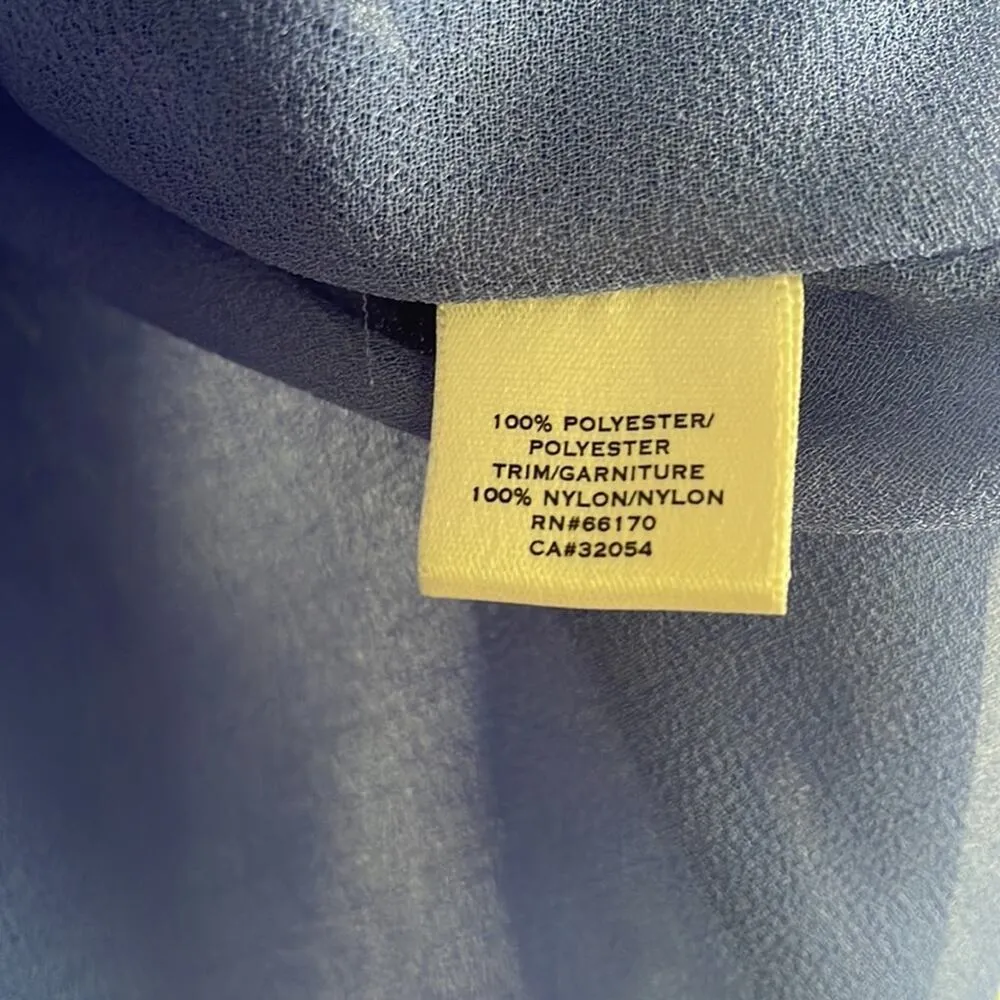 100% POLYESTER/
POLYESTER
TRIM/GARNITURE
100% NYLON/NYLON
RN#66170
CA#32054